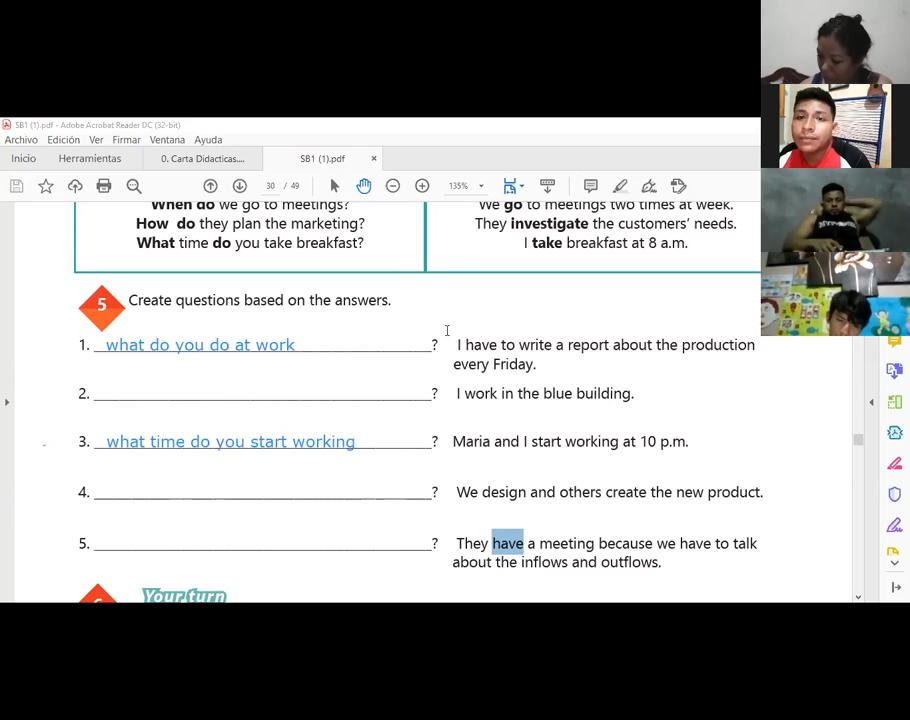 SB1 (1).pdf - Adobe Acrobat Reader DC (32-bit)
Archivo Edición Ver Firmar Ventana Ayuda
Inicio Herramientas 0. Carta Didacticas.... SB1 (1).pdf ×
30 / 49 135%
When do we go to meetings? We go to meetings two times at week.
How do they plan the marketing? They investigate the customers' needs.
What time do you take breakfast? I take breakfast at 8 a.m.
5 Create questions based on the answers.
1. what do you do at work ? I have to write a report about the production
every Friday.
2. ? I work in the blue building.
3. what time do you start working ? Maria and I start working at 10 p.m.
4. ? We design and others create the new product.
5. ? They have a meeting because we have to talk
about the inflows and outflows.
6 Your turn